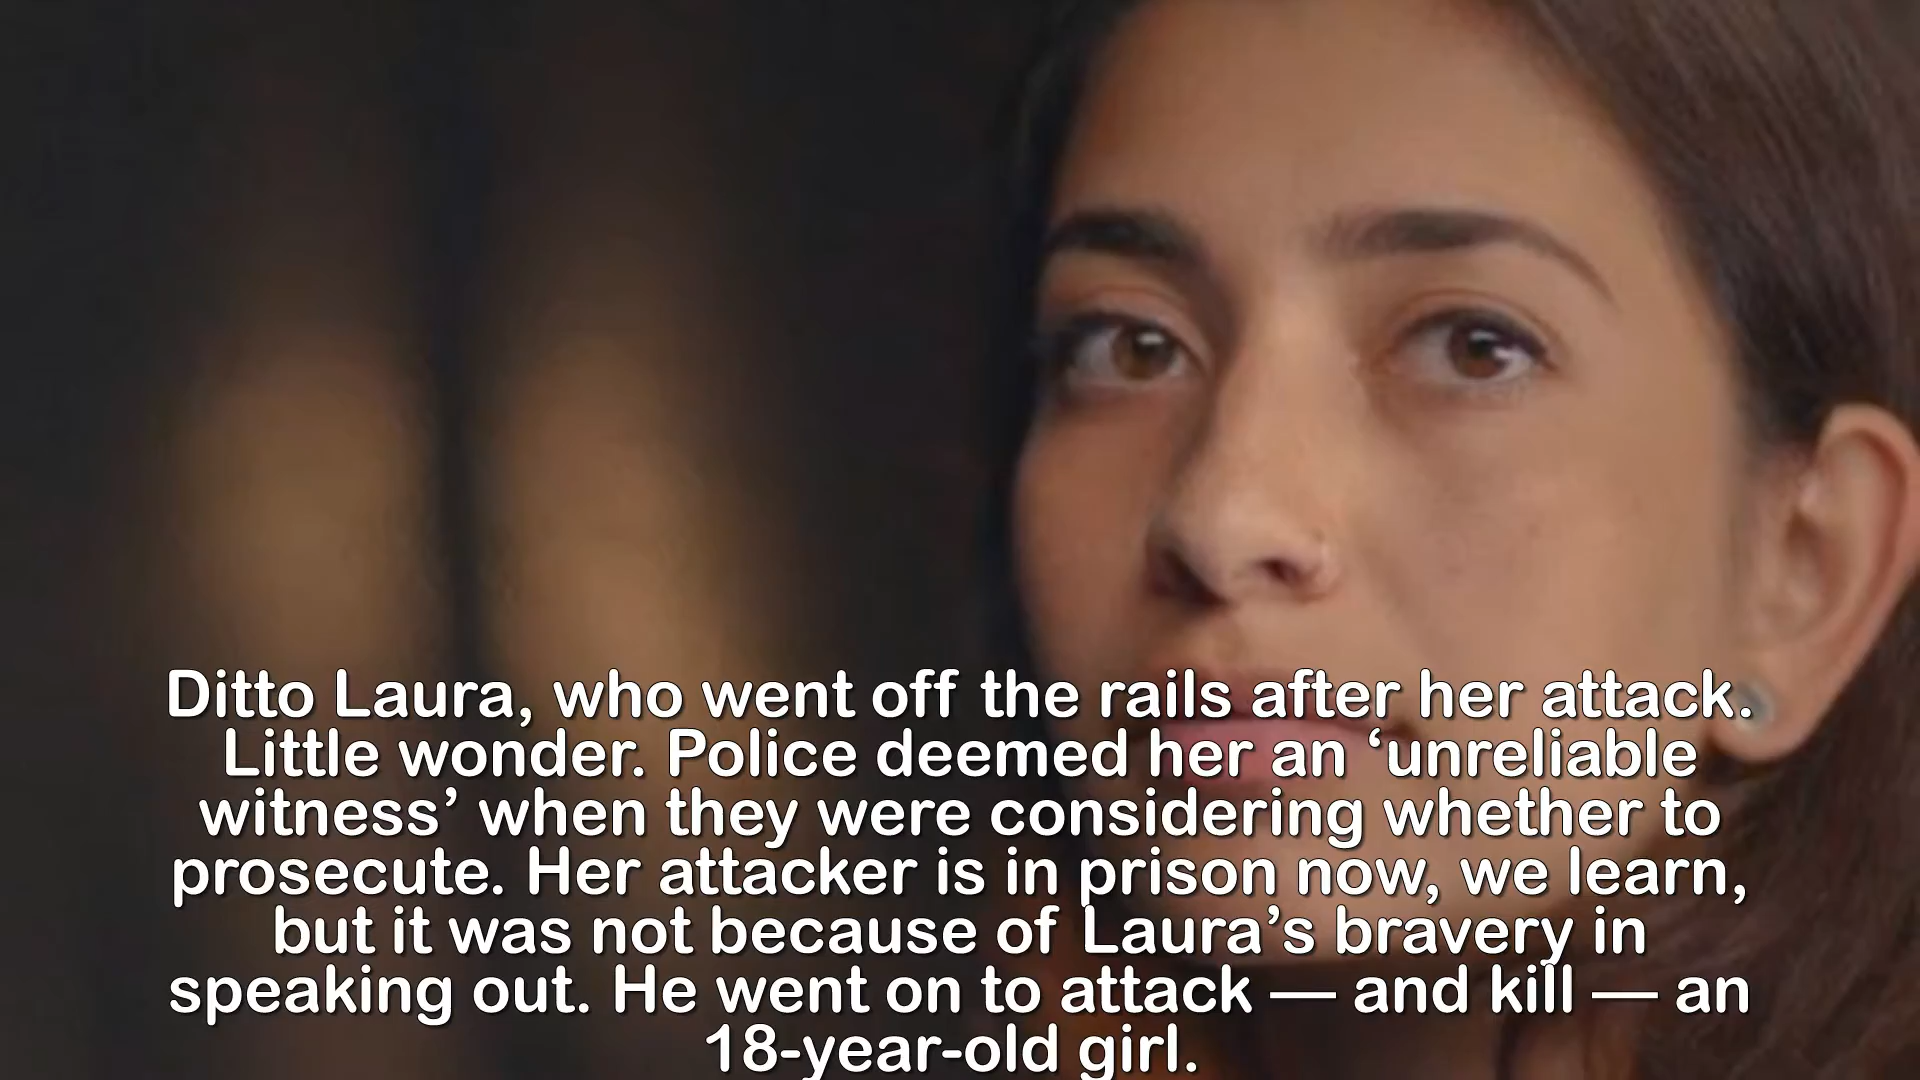 Ditto Laura, who went off the rails after her attack.
Little wonder. Police deemed her an ‘unreliable
witness’ when they were considering whether to
prosecute. Her attacker is in prison now, we learn,
but it was not because of Laura’s bravery in
speaking out. He went on to attack — and kill — an
18-year-old girl.